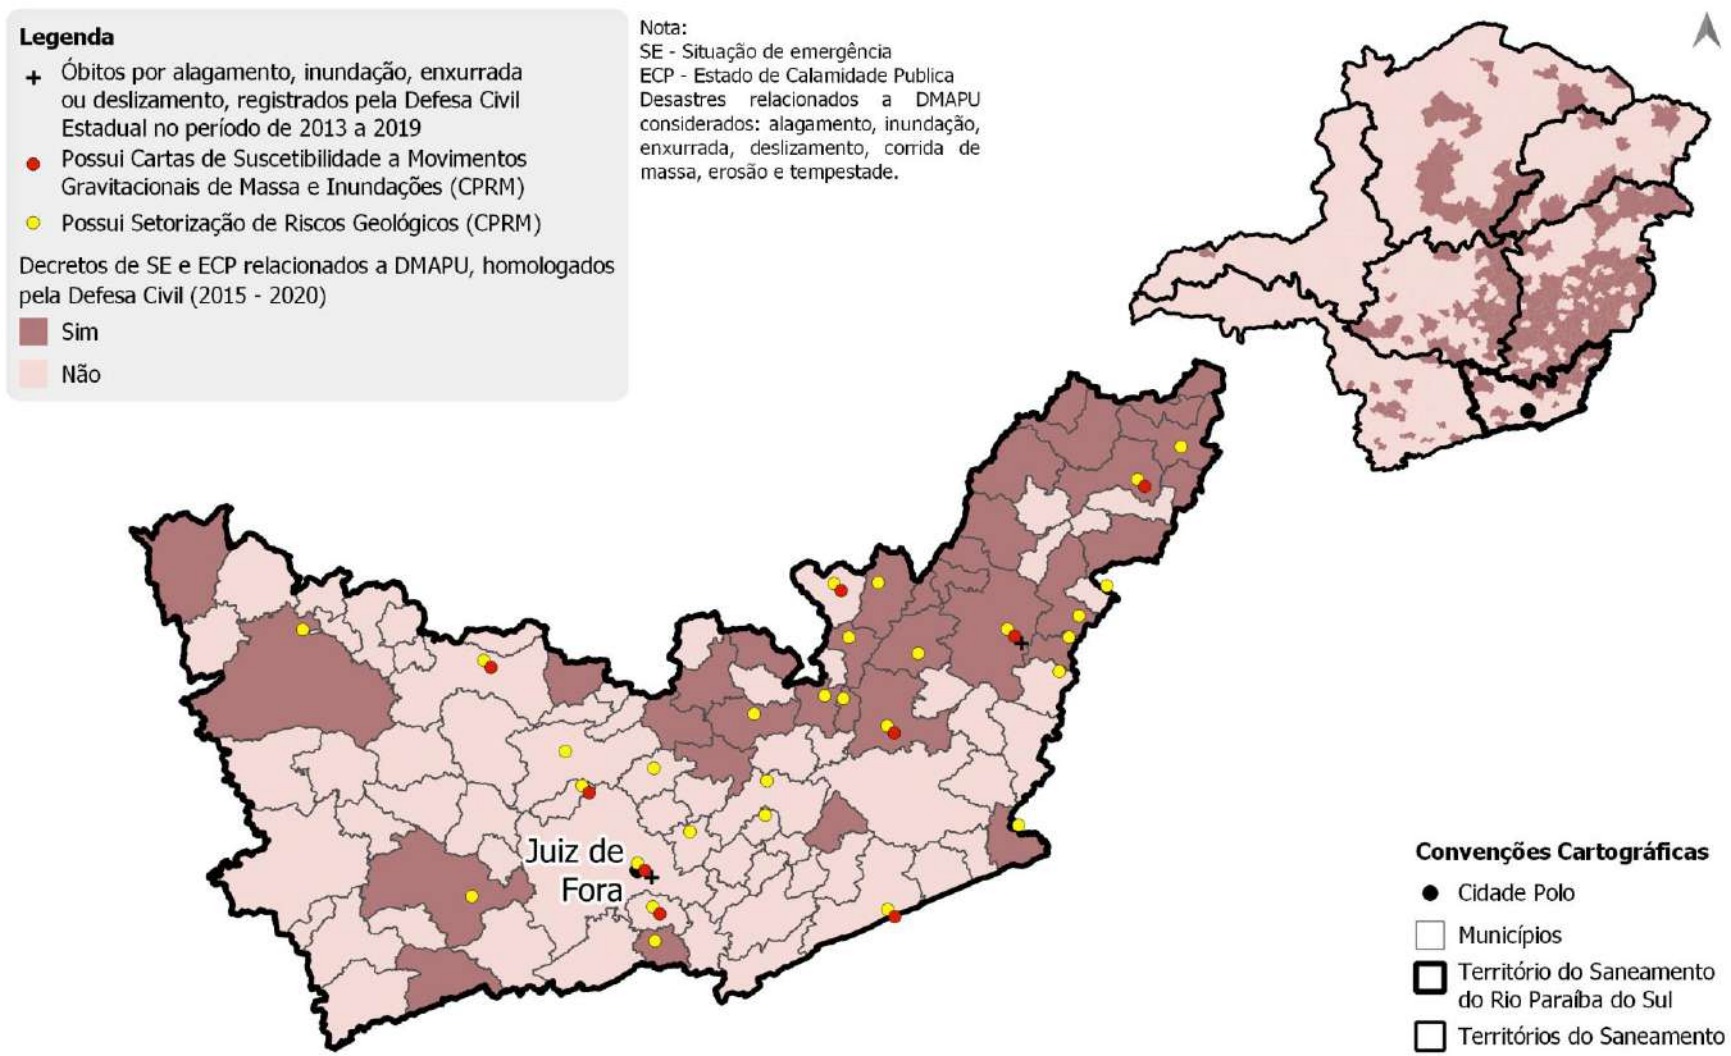 Legenda
Óbitos por alagamento, inundação, enxurrada
ou deslizamento, registrados pela Defesa Civil
Estadual no período de 2013 a 2019
Possui Cartas de Suscetibilidade a Movimentos
Gravitacionais de Massa e Inundações (CPRM)
Possui Setorização de Riscos Geológicos (CPRM)
Decretos de SE e ECP relacionados a DMAPU, homologados
pela Defesa Civil (2015 - 2020)
Sim
Não
Nota:
SE - Situação de emergência
ECP - Estado de Calamidade Publica
Desastres relacionados a DMAPU
considerados: alagamento, inundação,
enxurrada, deslizamento, corrida de
massa, erosão e tempestade.
Juiz de
Fora
Convenções Cartográficas
Cidade Polo
Municípios
Território do Saneamento
do Rio Paraíba do Sul
Territórios do Saneamento